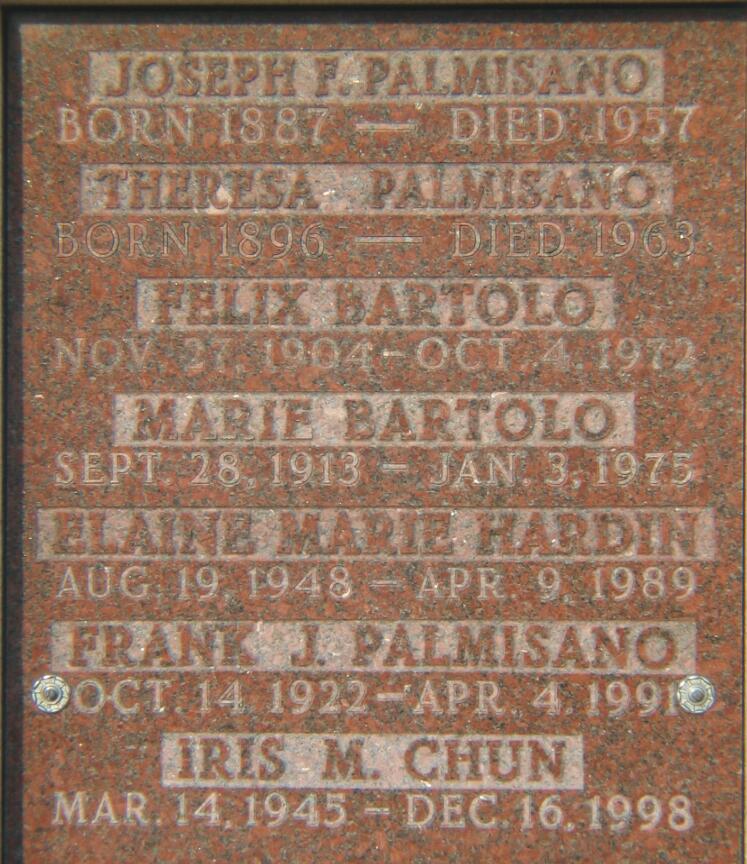 JOSEPH F. PALMISANO
BORN 1887 — DIED 1957
THERESA PALMISANO
BORN 1896 — DIED 1963
FELIX BARTOLO
NOV. 27, 1904 – OCT. 4, 1972
MARIE BARTOLO
SEPT. 28, 1913 – JAN. 3, 1975
ELAINE MARIE HARDIN
AUG. 19, 1948 – APR. 9, 1989
FRANK J. PALMISANO
OCT. 14 1922 – APR 4, 1991
IRIS M. CHUN
MAR. 14, 1945 – DEC. 16, 1998